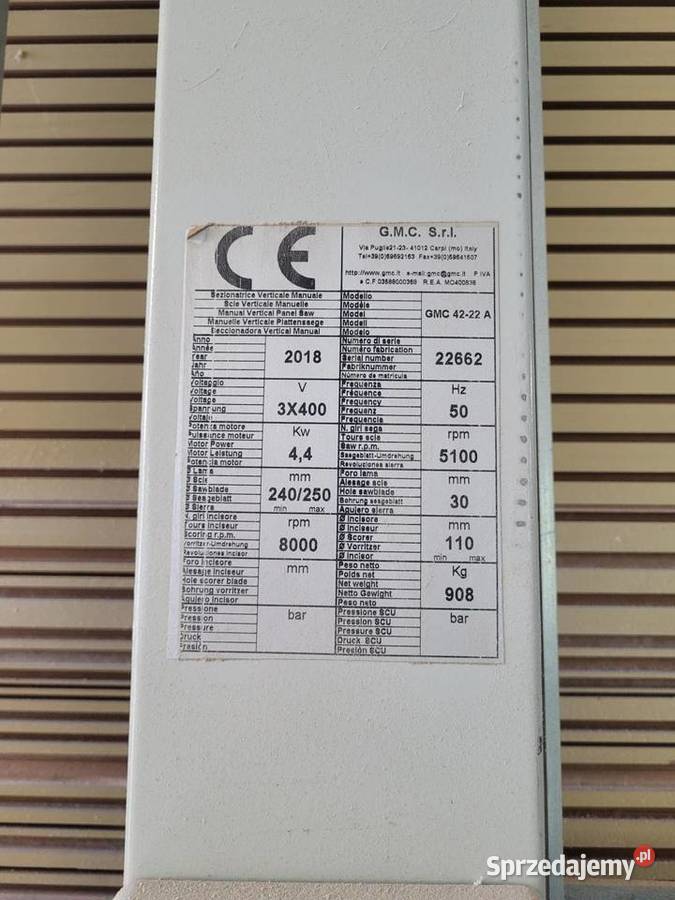 CE
G.M.C. S.r.l.
Via Puglie21-23- 41012 Carpi (mo) Italy
Tel+39(0)59692163 Fax+39(0)59641507
http://www.gmc.it e-mail:gmc@gmc.it P IVA
e C.F.03588000369 R.E.A. MO400836
Sezionatrice Verticale Manuale
Scie Verticale Manuelle
Manual Vertical Panel Saw
Manuelle Vertikale Plattensaege
Seccionadora Vertical Manual
Modello
Modèle
Model
Modell
Modelo
GMC 42-22 A
Anno
Année
Year
Jahr
Año
2018
Numero di serie
Numéro fabrication
Serial number
Fabriknummer
Número de matricula
22662
Voltaggio
Voltage
Voltage
Spannung
Voltaje
V
3X400
Frequenza
Fréquence
Frequency
Frequenz
Frequencia
Hz
50
Potenza motore
Puissance moteur
Motor Power
Motor Leistung
Potencia motor
Kw
4,4
N. giri sega
Tours scie
Saw r.p.m.
Saegeblatt-Umdrehung
Revoluciones sierra
rpm
5100
Ø Lama
Ø Scie
Ø Sawblade
Ø Saegeblatt
Ø Sierra
mm
240/250
min max
Foro lama
Alesage scie
Hole sawblade
Bohrung saegeblatt
Agujero sierra
mm
30
N. giri incisore
Tours inciseur
Scoring r.p.m.
Vorritzer-Umdrehung
Revoluciones incisor
rpm
8000
Ø Incisore
Ø Inciseur
Ø Scorer
Ø Vorritzer
Ø Incisor
mm
110
min max
Foro incisore
Alesage inciseur
Hole scorer blade
Bohrung vorritzer
Agujero incisor
mm
Peso netto
Poids net
Net weight
Netto Gewight
Peso neto
Kg
908
Pressione
Pression
Pressure
Druck
Presión
bar
Pressione SCU
Pression SCU
Pressure SCU
Druck SCU
Presión SCU
bar
Sprzedajemy.pl